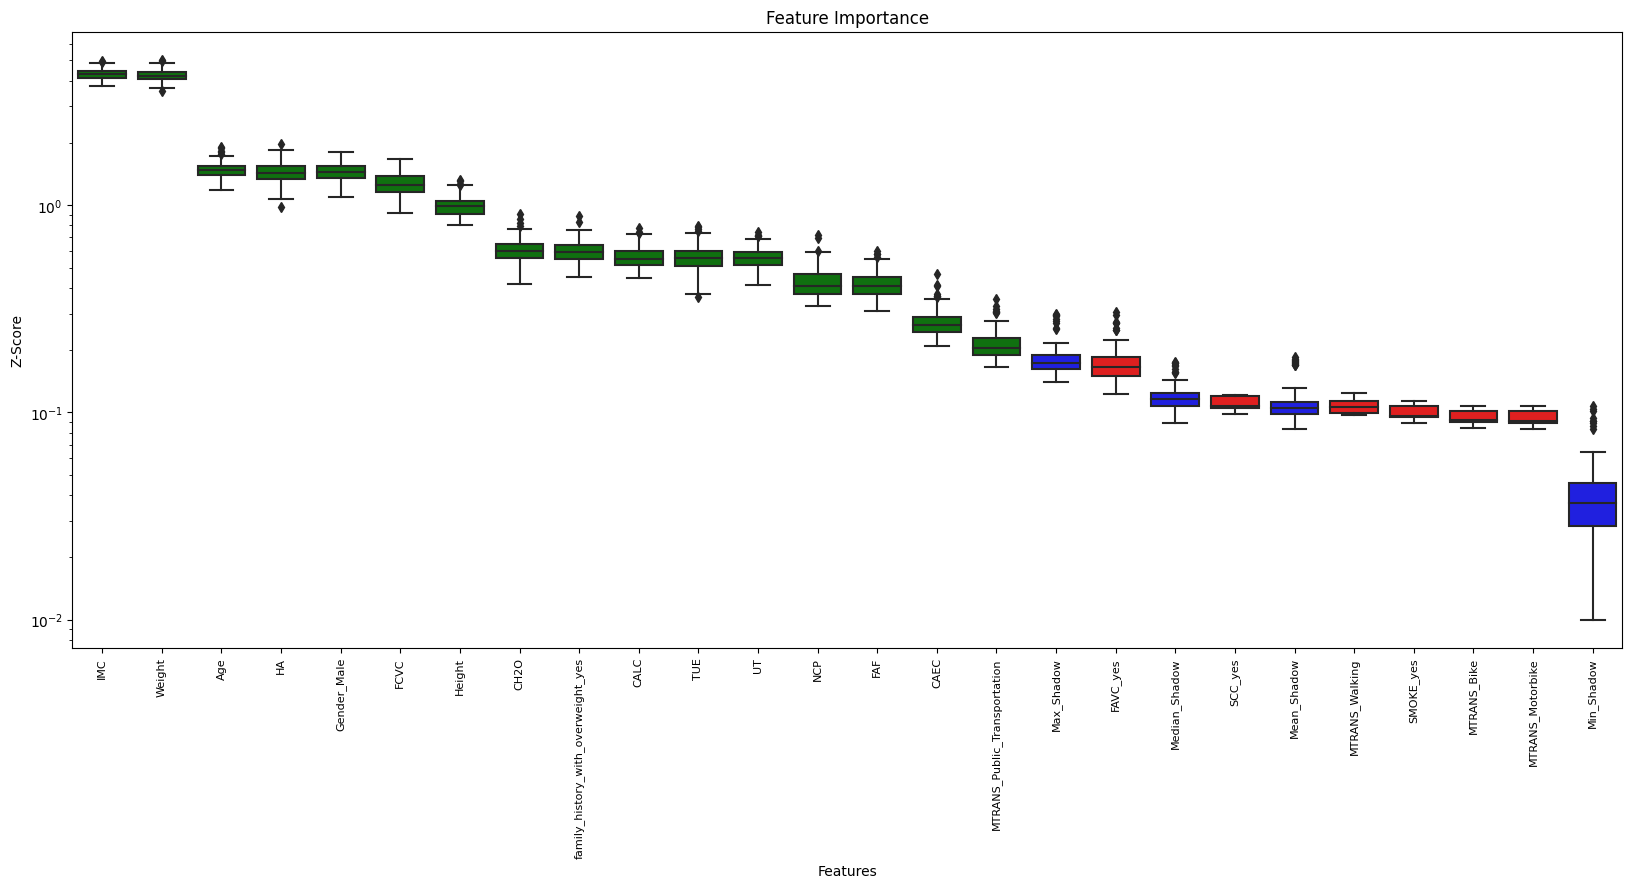 Feature Importance
Z-Score
10⁰
10⁻¹
10⁻²
IMC
Weight
Age
HA
Gender_Male
FCVC
Height
CH2O
family_history_with_overweight_yes
CALC
TUE
UT
NCP
FAF
CAEC
MTRANS_Public_Transportation
Max_Shadow
FAVC_yes
Median_Shadow
SCC_yes
Mean_Shadow
MTRANS_Walking
SMOKE_yes
MTRANS_Bike
MTRANS_Motorbike
Min_Shadow
Features